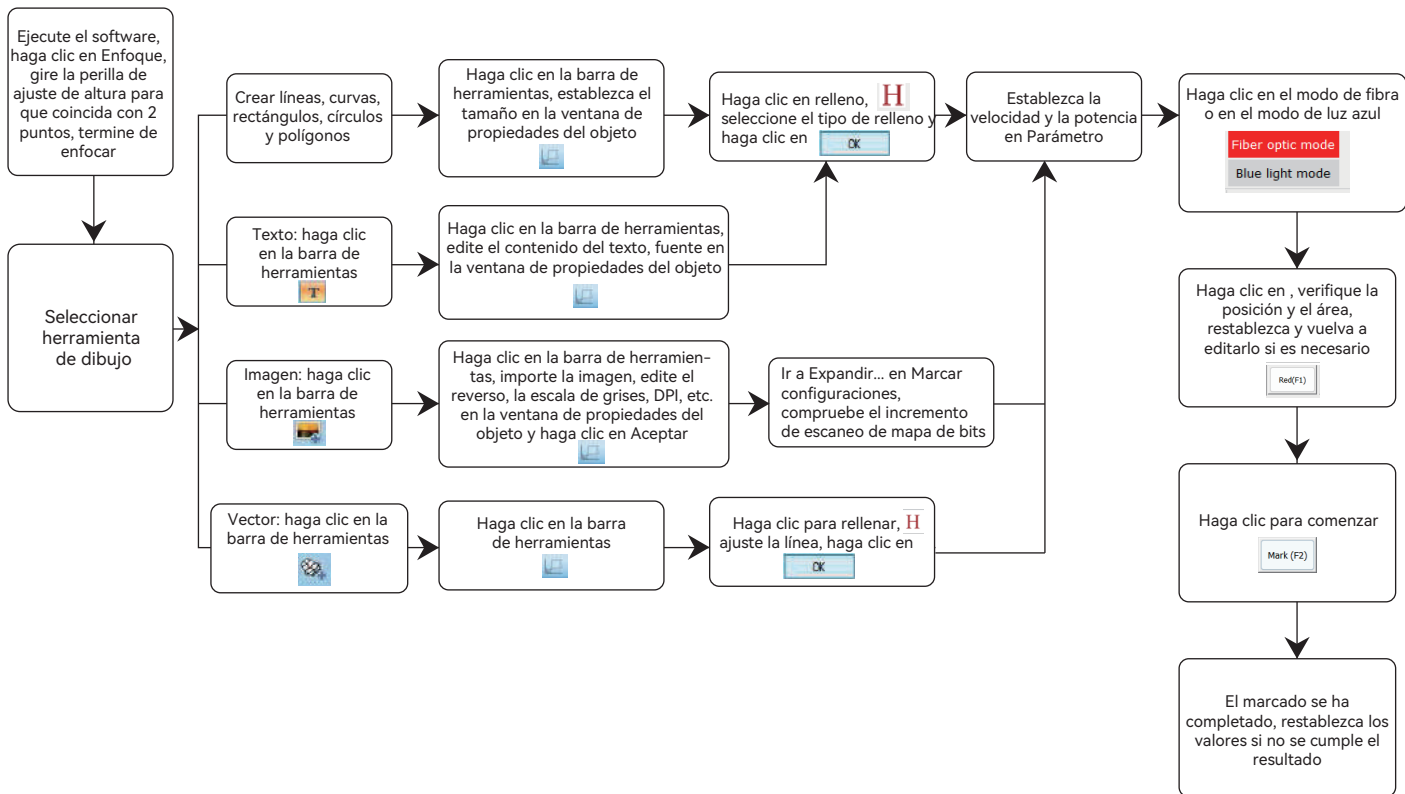 Ejecute el software,
haga clic en Enfoque,
gire la perilla de
ajuste de altura para
que coincida con 2
puntos, termine de
enfocar
Seleccionar
herramienta
de dibujo
Crear líneas, curvas,
rectángulos, círculos
y polígonos
Haga clic en la barra de
herramientas, establezca el
tamaño en la ventana de
propiedades del objeto
Haga clic en relleno, H
seleccione el tipo de relleno y
haga clic en OK
Establezca la
velocidad y la potencia
en Parámetro
Haga clic en el modo de fibra
o en el modo de luz azul
Fiber optic mode
Blue light mode
Texto: haga clic
en la barra de
herramientas
T
Haga clic en la barra de herramientas,
edite el contenido del texto, fuente en
la ventana de propiedades del objeto
Imagen: haga clic
en la barra de
herramientas
Haga clic en la barra de herramien-
tas, importe la imagen, edite el
reverso, la escala de grises, DPI, etc.
en la ventana de propiedades del
objeto y haga clic en Aceptar
Ir a Expandir... en Marcar
configuraciones,
compruebe el incremento
de escaneo de mapa de bits
Vector: haga clic en la
barra de herramientas
Haga clic en la barra
de herramientas
Haga clic para rellenar, H
ajuste la línea, haga clic en
OK
Haga clic en , verifique la
posición y el área,
restablezca y vuelva a
editarlo si es necesario
Red(F1)
Haga clic para comenzar
Mark (F2)
El marcado se ha
completado, restablezca los
valores si no se cumple el
resultado